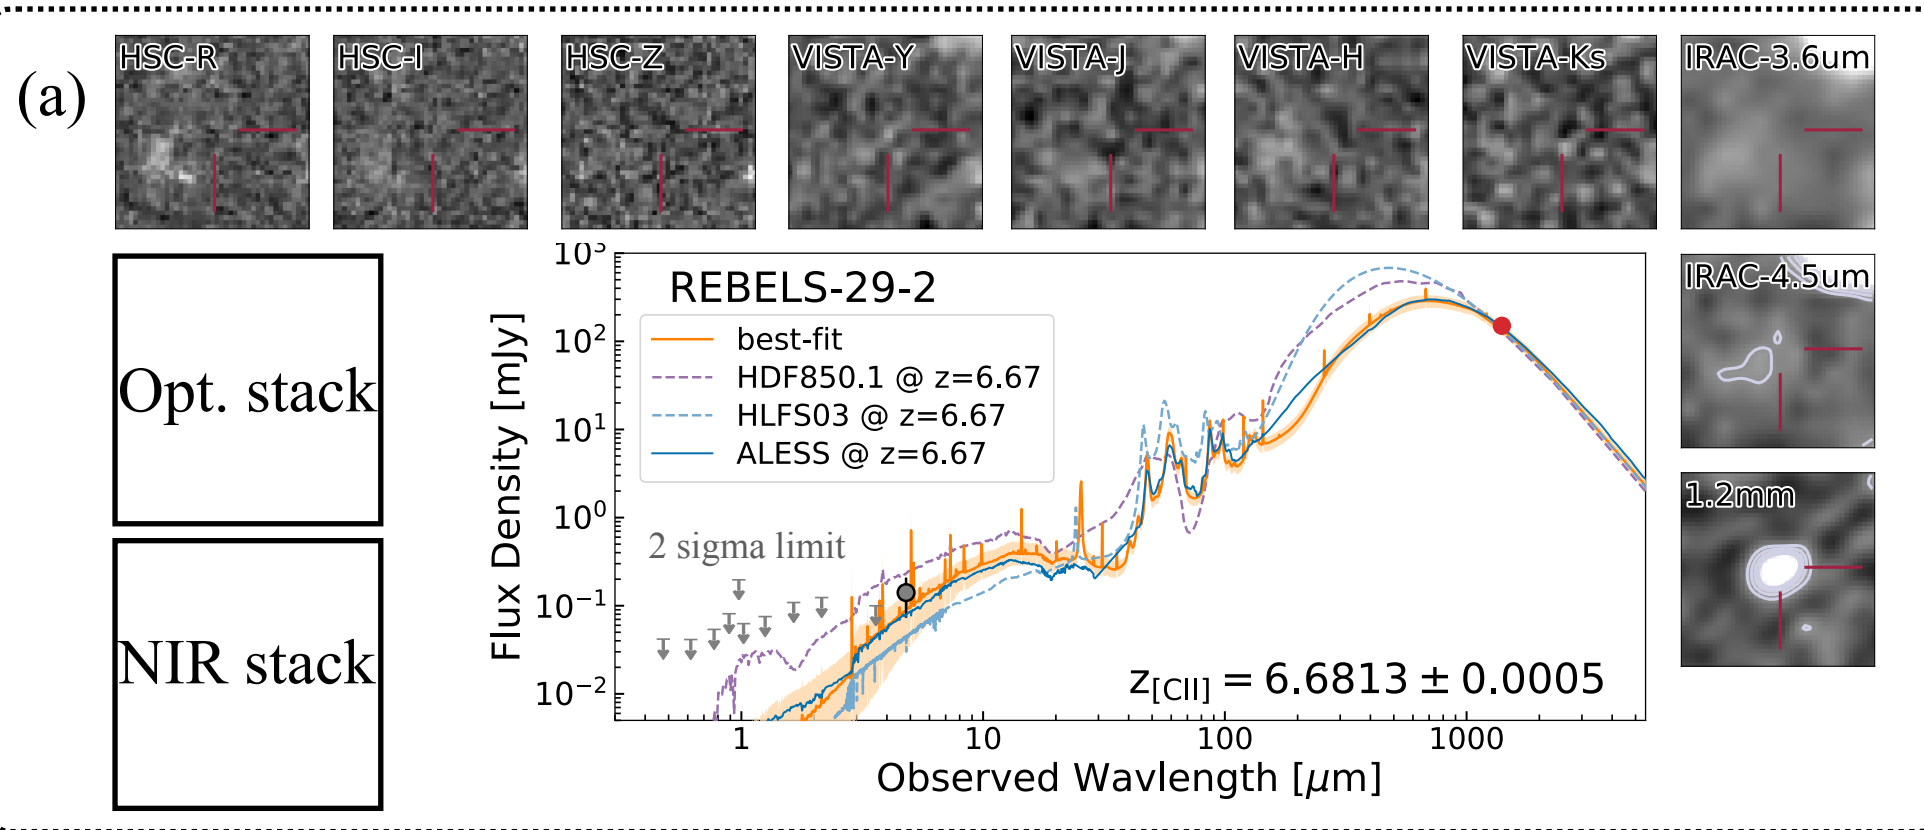 (a)
HSC-R
HSC-I
HSC-Z
VISTA-Y
VISTA-J
VISTA-H
VISTA-Ks
IRAC-3.6um
IRAC-4.5um
1.2mm
Opt. stack
NIR stack
REBELS-29-2
best-fit
HDF850.1 @ z=6.67
HLFS03 @ z=6.67
ALESS @ z=6.67
2 sigma limit
z[CII] = 6.6813 ± 0.0005
Flux Density [mJy]
10³
10²
10¹
10⁰
10⁻¹
10⁻²
1 10 100 1000
Observed Wavlength [μm]